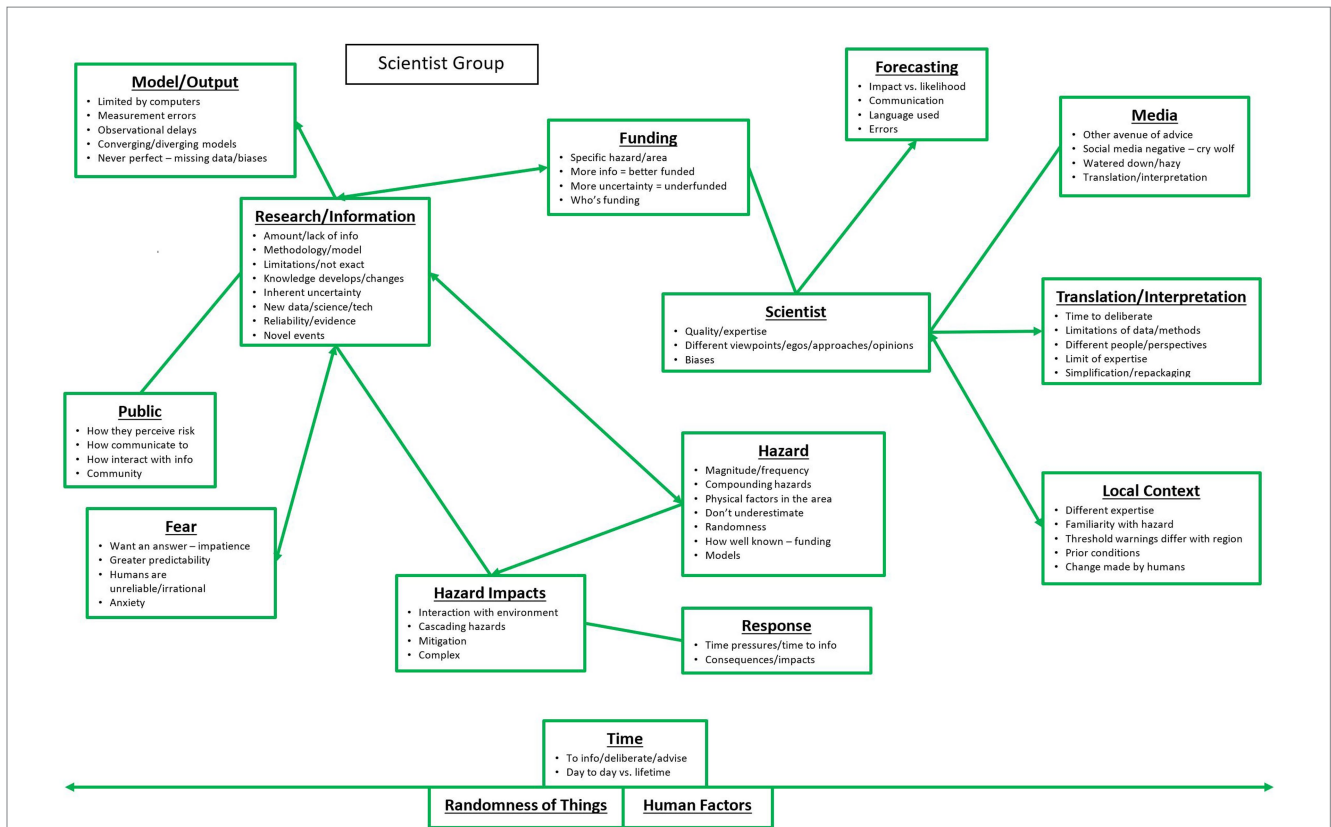 Scientist Group
Model/Output
• Limited by computers
• Measurement errors
• Observational delays
• Converging/diverging models
• Never perfect – missing data/biases
Forecasting
• Impact vs. likelihood
• Communication
• Language used
• Errors
Funding
• Specific hazard/area
• More info = better funded
• More uncertainty = underfunded
• Who's funding
Media
• Other avenue of advice
• Social media negative – cry wolf
• Watered down/hazy
• Translation/interpretation
Research/Information
• Amount/lack of info
• Methodology/model
• Limitations/not exact
• Knowledge develops/changes
• Inherent uncertainty
• New data/science/tech
• Reliability/evidence
• Novel events
Scientist
• Quality/expertise
• Different viewpoints/egos/approaches/opinions
• Biases
Translation/Interpretation
• Time to deliberate
• Limitations of data/methods
• Different people/perspectives
• Limit of expertise
• Simplification/repackaging
Public
• How they perceive risk
• How communicate to
• How interact with info
• Community
Hazard
• Magnitude/frequency
• Compounding hazards
• Physical factors in the area
• Don't underestimate
• Randomness
• How well known – funding
• Models
Local Context
• Different expertise
• Familiarity with hazard
• Threshold warnings differ with region
• Prior conditions
• Change made by humans
Fear
• Want an answer – impatience
• Greater predictability
• Humans are
unreliable/irrational
• Anxiety
Hazard Impacts
• Interaction with environment
• Cascading hazards
• Mitigation
• Complex
Response
• Time pressures/time to info
• Consequences/impacts
Time
• To info/deliberate/advise
• Day to day vs. lifetime
Randomness of Things
Human Factors